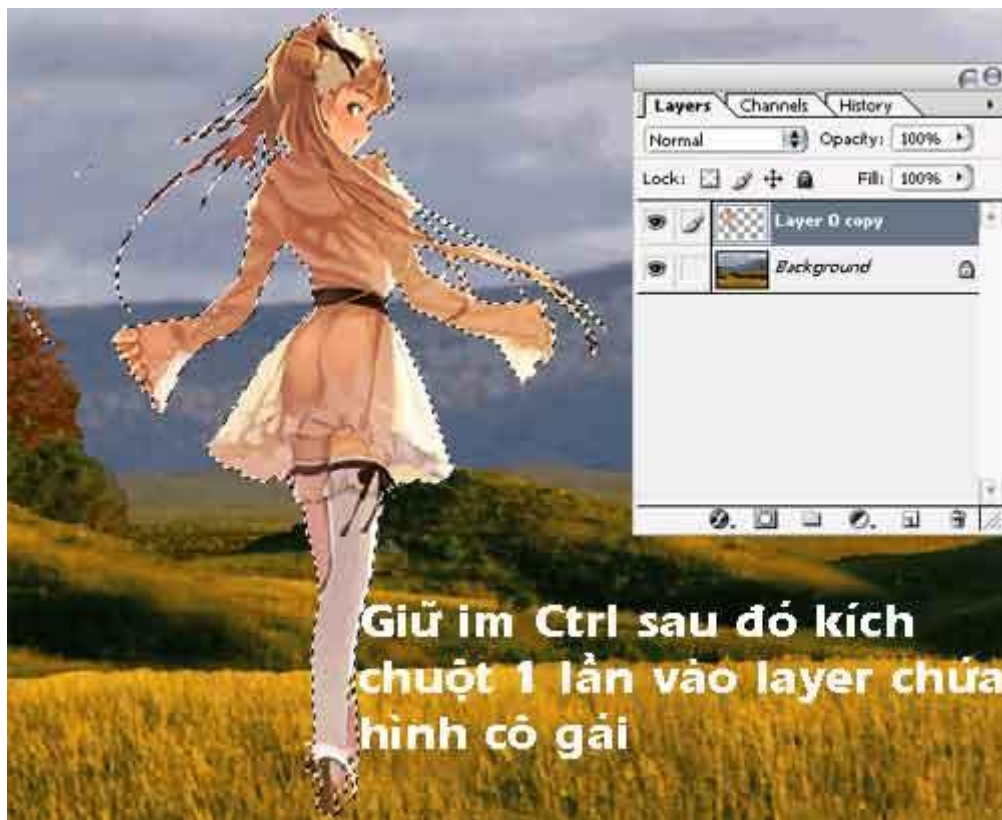 Layers Channels History
Normal Opacity: 100%
Lock: Fill: 100%
Layer 0 copy
Background
Giữ im Ctrl sau đó kích
chuột 1 lần vào layer chứa
hình cô gái